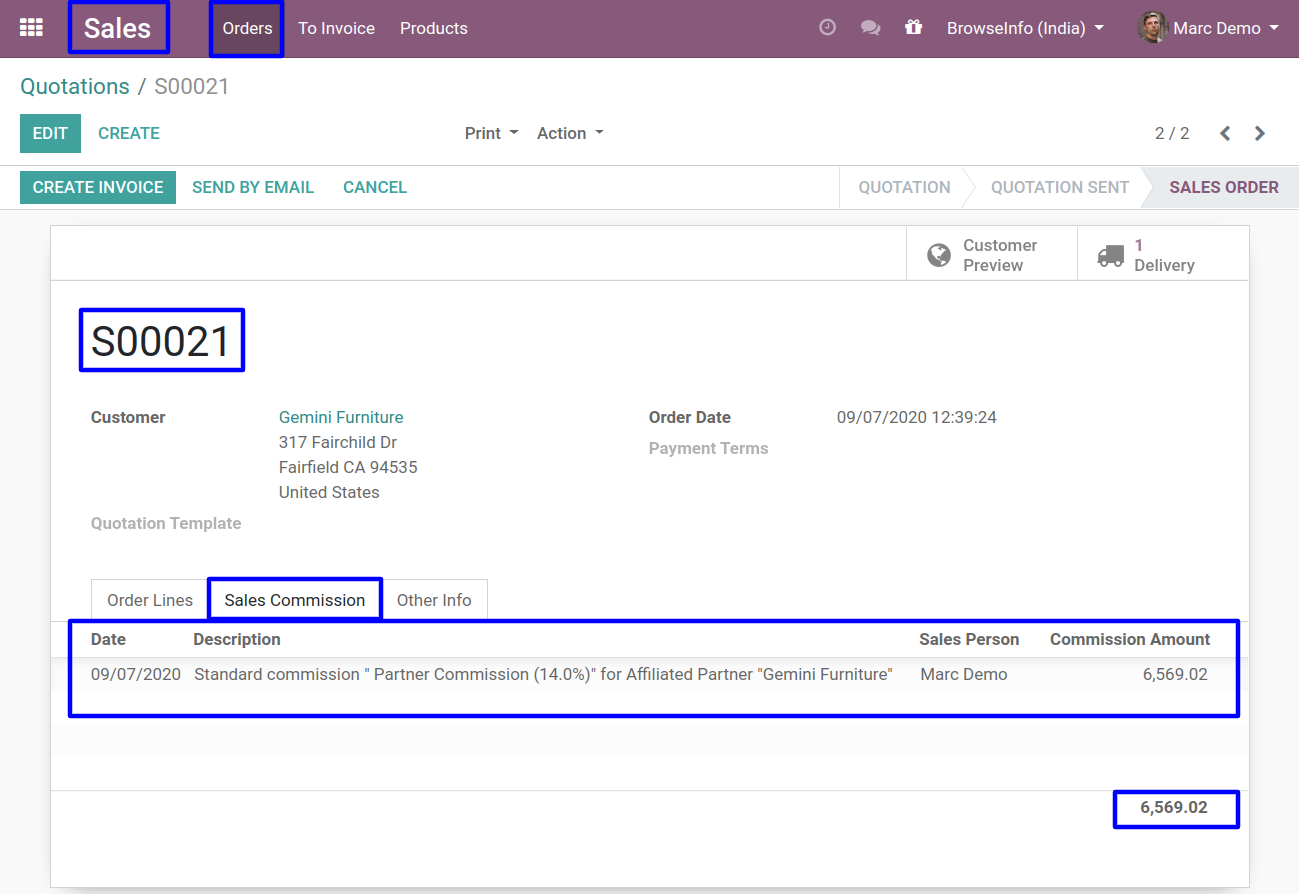 Sales Orders To Invoice Products BrowseInfo (India) Marc Demo
Quotations / S00021
EDIT CREATE Print Action 2 / 2
CREATE INVOICE SEND BY EMAIL CANCEL QUOTATION QUOTATION SENT SALES ORDER
Customer Preview
1 Delivery
S00021
Customer Gemini Furniture
317 Fairchild Dr
Fairfield CA 94535
United States
Order Date 09/07/2020 12:39:24
Payment Terms
Quotation Template
Order Lines Sales Commission Other Info
Date Description Sales Person Commission Amount
09/07/2020 Standard commission " Partner Commission (14.0%)" for Affiliated Partner "Gemini Furniture" Marc Demo 6,569.02
6,569.02